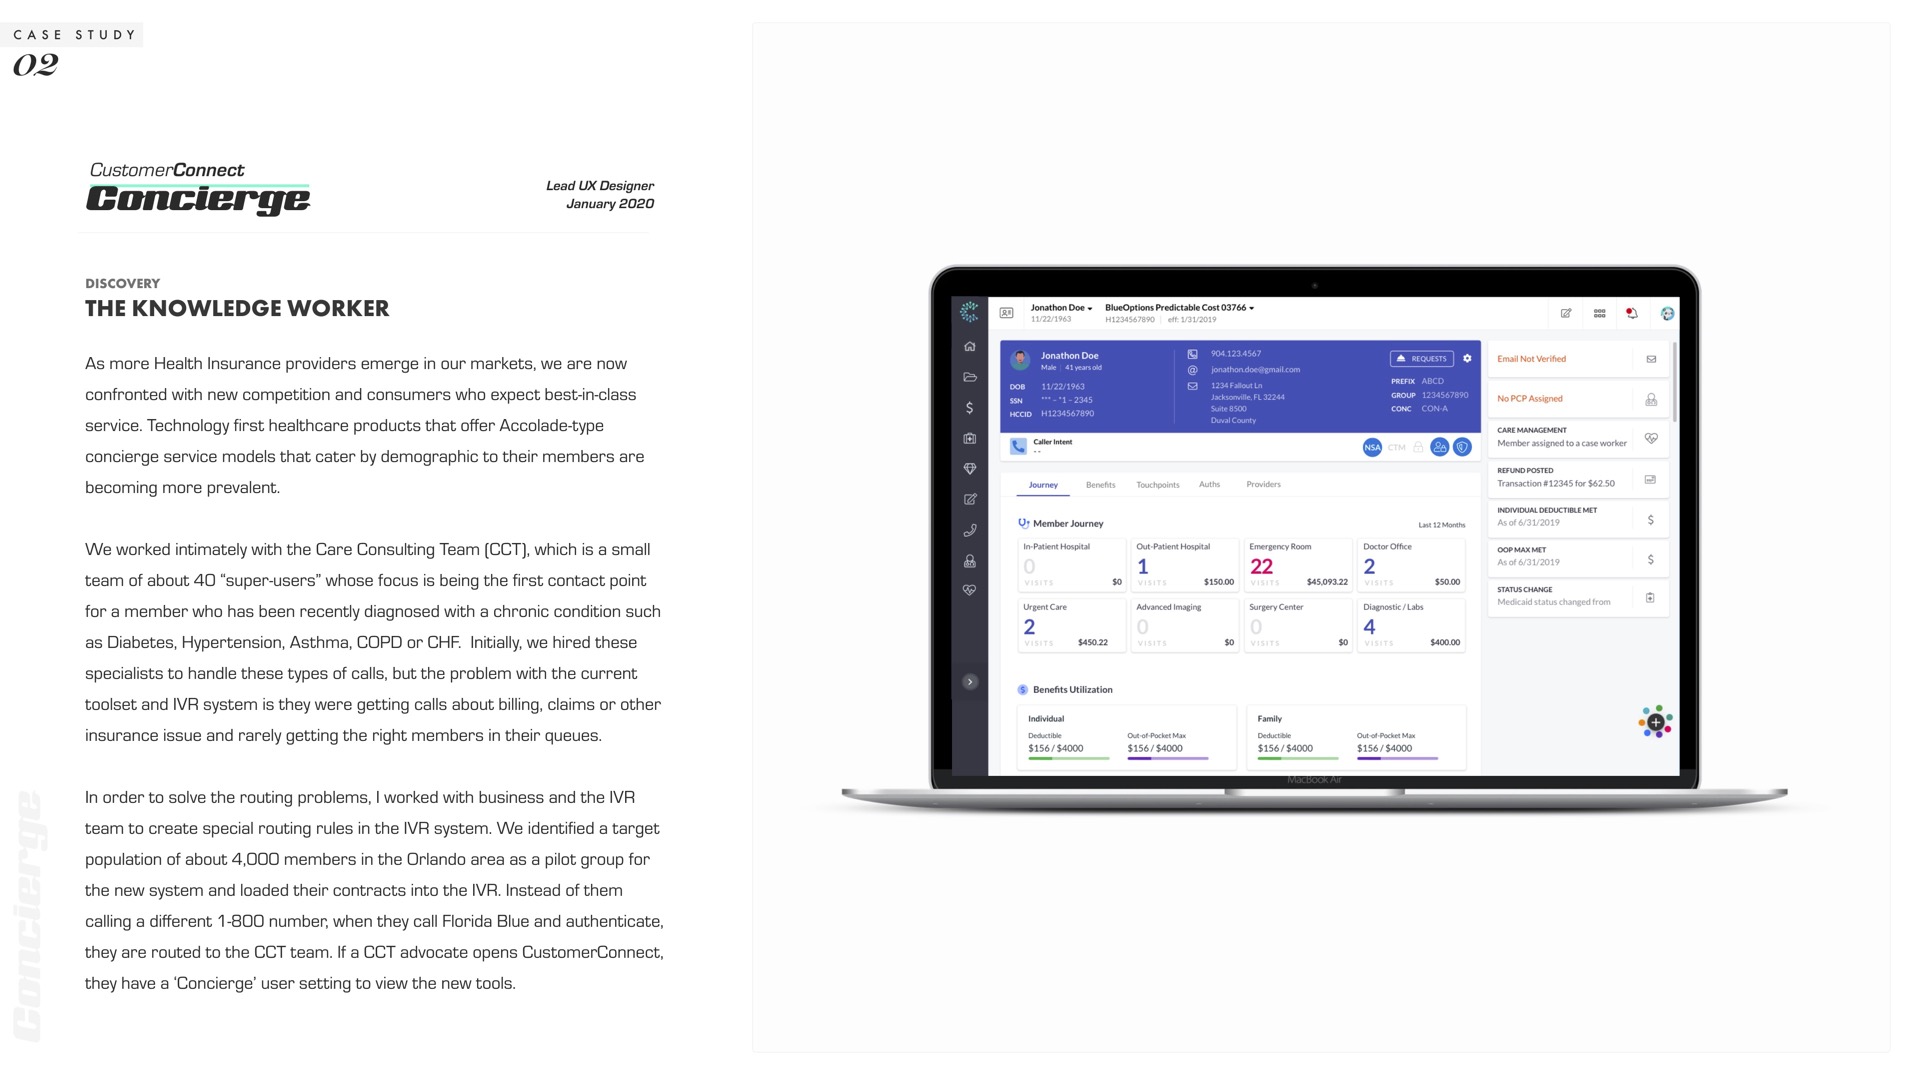 CASE STUDY
02
CustomerConnect
Concierge
Lead UX Designer
January 2020
DISCOVERY
THE KNOWLEDGE WORKER
As more Health Insurance providers emerge in our markets, we are now
confronted with new competition and consumers who expect best-in-class
service. Technology first healthcare products that offer Accolade-type
concierge service models that cater by demographic to their members are
becoming more prevalent.
We worked intimately with the Care Consulting Team (CCT), which is a small
team of about 40 “super-users” whose focus is being the first contact point
for a member who has been recently diagnosed with a chronic condition such
as Diabetes, Hypertension, Asthma, COPD or CHF.  Initially, we hired these
specialists to handle these types of calls, but the problem with the current
toolset and IVR system is they were getting calls about billing, claims or other
insurance issue and rarely getting the right members in their queues.
In order to solve the routing problems, I worked with business and the IVR
team to create special routing rules in the IVR system. We identified a target
population of about 4,000 members in the Orlando area as a pilot group for
the new system and loaded their contracts into the IVR. Instead of them
calling a different 1-800 number, when they call Florida Blue and authenticate,
they are routed to the CCT team. If a CCT advocate opens CustomerConnect,
they have a ‘Concierge’ user setting to view the new tools.
Concierge
Jonathon Doe
11/22/1963
BlueOptions Predictable Cost 03766
H1234567890 | eff: 1/31/2019
Jonathon Doe
Male | 41 years old
DOB 11/22/1963
SSN *** – *1 – 2345
HCCID H1234567890
904.123.4567
jonathon.doe@gmail.com
1234 Fallout Ln
Jacksonville, FL 32244
Suite 8500
Duval County
REQUESTS
PREFIX ABCD
GROUP 1234567890
CONC CON-A
Caller Intent
- -
NSA CTM
Journey Benefits Touchpoints Auths Providers
Member Journey Last 12 Months
In-Patient Hospital
0
VISITS $0
Out-Patient Hospital
1
VISITS $150.00
Emergency Room
22
VISITS $45,093.22
Doctor Office
2
VISITS $50.00
Urgent Care
2
VISITS $450.22
Advanced Imaging
0
VISITS $0
Surgery Center
0
VISITS $0
Diagnostic / Labs
4
VISITS $400.00
Benefits Utilization
Individual
Deductible Out-of-Pocket Max
$156 / $4000 $156 / $4000
Family
Deductible Out-of-Pocket Max
$156 / $4000 $156 / $4000
Email Not Verified
No PCP Assigned
CARE MANAGEMENT
Member assigned to a case worker
REFUND POSTED
Transaction #12345 for $62.50
INDIVIDUAL DEDUCTIBLE MET
As of 6/31/2019
OOP MAX MET
As of 6/31/2019
STATUS CHANGE
Medicaid status changed from
MacBook Air